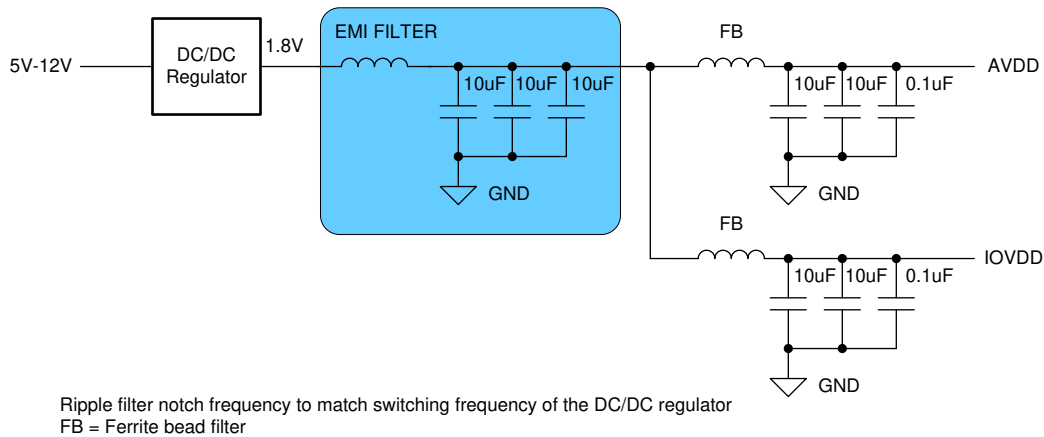 EMI FILTER
FB
DC/DC
Regulator
1.8V
5V-12V
AVDD
10uF
10uF
10uF
10uF
10uF
0.1uF
GND
GND
FB
IOVDD
10uF
10uF
0.1uF
GND
Ripple filter notch frequency to match switching frequency of the DC/DC regulator
FB = Ferrite bead filter